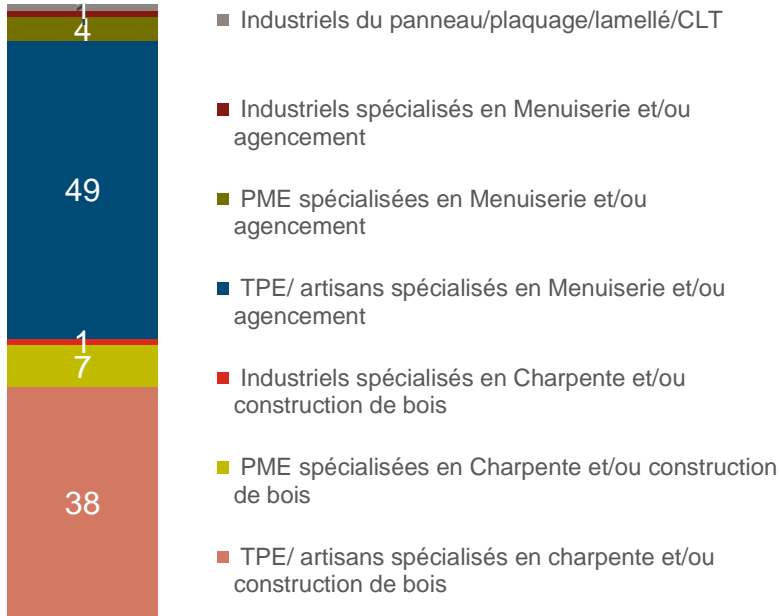 1
4
49
1
7
38
Industriels du panneau/plaquage/lamellé/CLT
Industriels spécialisés en Menuiserie et/ou
agencement
PME spécialisées en Menuiserie et/ou
agencement
TPE/ artisans spécialisés en Menuiserie et/ou
agencement
Industriels spécialisés en Charpente et/ou
construction de bois
PME spécialisées en Charpente et/ou construction
de bois
TPE/ artisans spécialisés en charpente et/ou
construction de bois